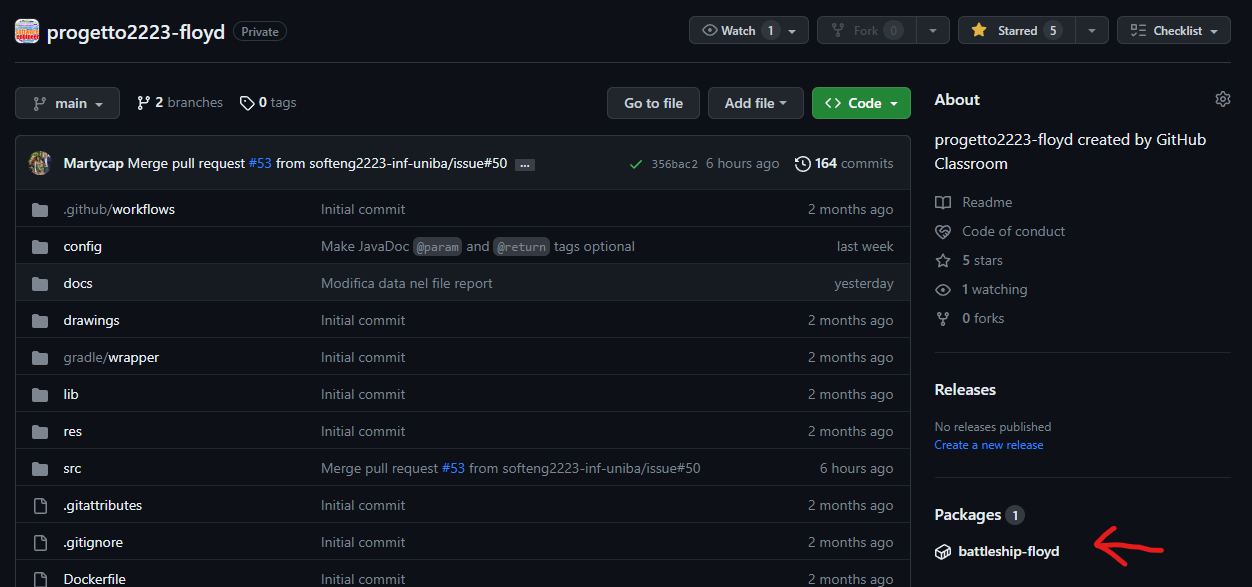 progetto2223-floyd Private Watch 1 Fork 0 Starred 5 Checklist
main 2 branches 0 tags Go to file Add file <> Code
Martycap Merge pull request #53 from softeng2223-inf-uniba/issue#50 ... 356bac2 6 hours ago 164 commits
.github/workflows Initial commit 2 months ago
config Make JavaDoc @param and @return tags optional last week
docs Modifica data nel file report yesterday
drawings Initial commit 2 months ago
gradle/wrapper Initial commit 2 months ago
lib Initial commit 2 months ago
res Initial commit 2 months ago
src Merge pull request #53 from softeng2223-inf-uniba/issue#50 6 hours ago
.gitattributes Initial commit 2 months ago
.gitignore Initial commit 2 months ago
Dockerfile Initial commit 2 months ago
About
progetto2223-floyd created by GitHub
Classroom
Readme
Code of conduct
5 stars
1 watching
0 forks
Releases
No releases published
Create a new release
Packages 1
battleship-floyd